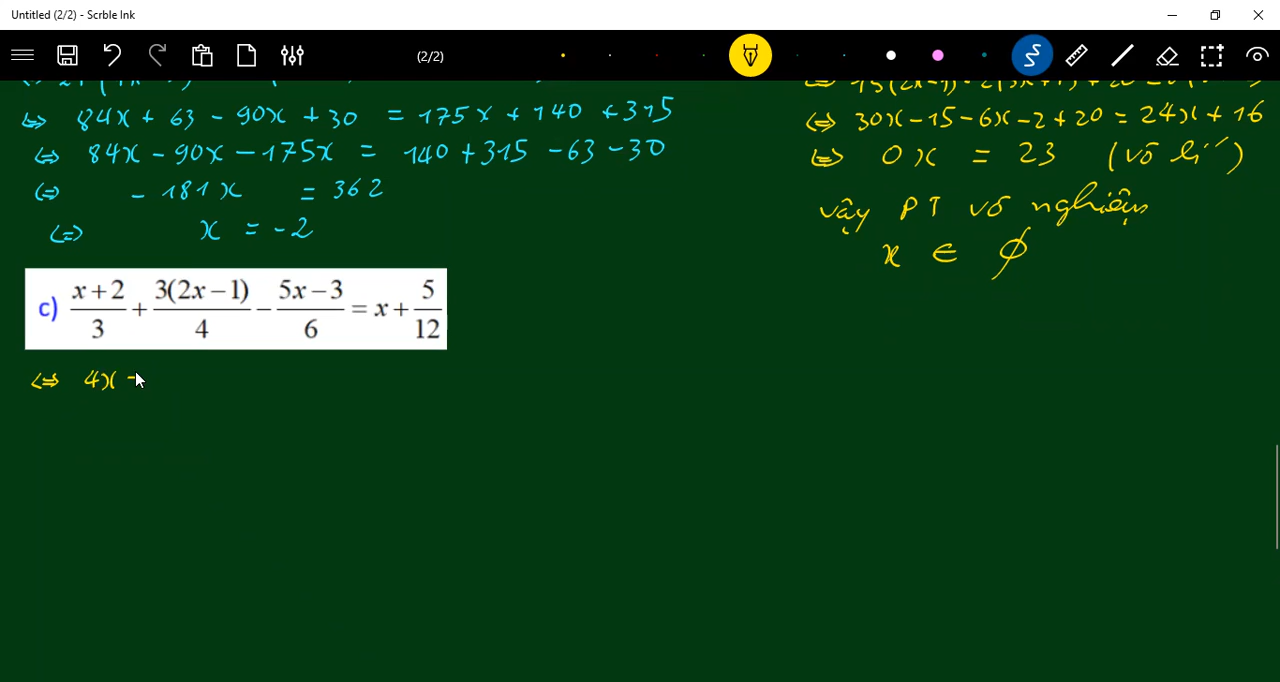 Untitled (2/2) - Scrble Ink
(2/2)
⇔ 84x + 63 - 90x + 30 = 175x + 140 + 315
⇔ 84x - 90x - 175x = 140 + 315 - 63 - 30
⇔ - 181x = 362
⇔ x = -2
⇔ 30x - 15 - 6x - 2 + 20 = 24x + 16
⇔ 0x = 23 (vô lí)
vậy PT vô nghiệm
x ∈ ϕ
c) (x+2)/3 + 3(2x-1)/4 - (5x-3)/6 = x + 5/12
⇔ 4x